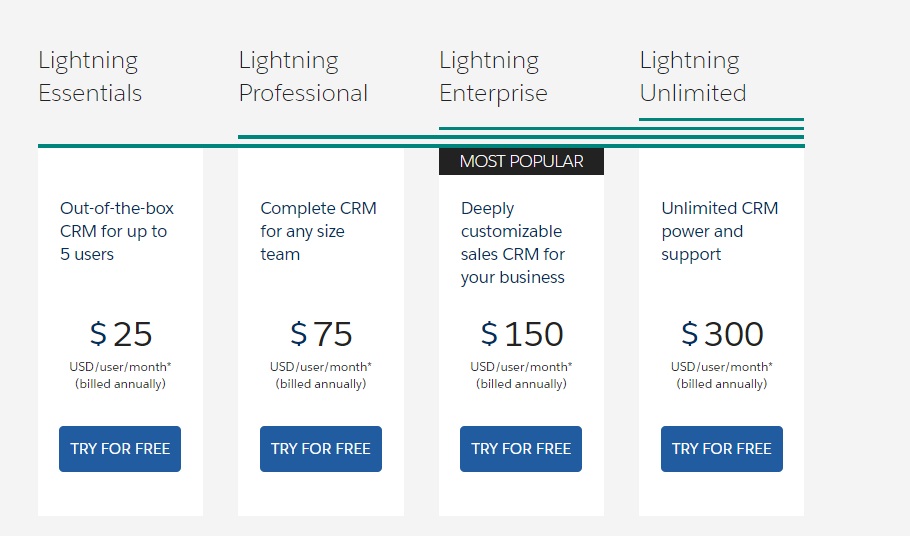 Lightning
Essentials
Lightning
Professional
Lightning
Enterprise
Lightning
Unlimited
Out-of-the-box
CRM for up to
5 users
$25
USD/user/month*
(billed annually)
TRY FOR FREE
Complete CRM
for any size
team
$75
USD/user/month*
(billed annually)
TRY FOR FREE
MOST POPULAR
Deeply
customizable
sales CRM for
your business
$150
USD/user/month*
(billed annually)
TRY FOR FREE
Unlimited CRM
power and
support
$300
USD/user/month*
(billed annually)
TRY FOR FREE